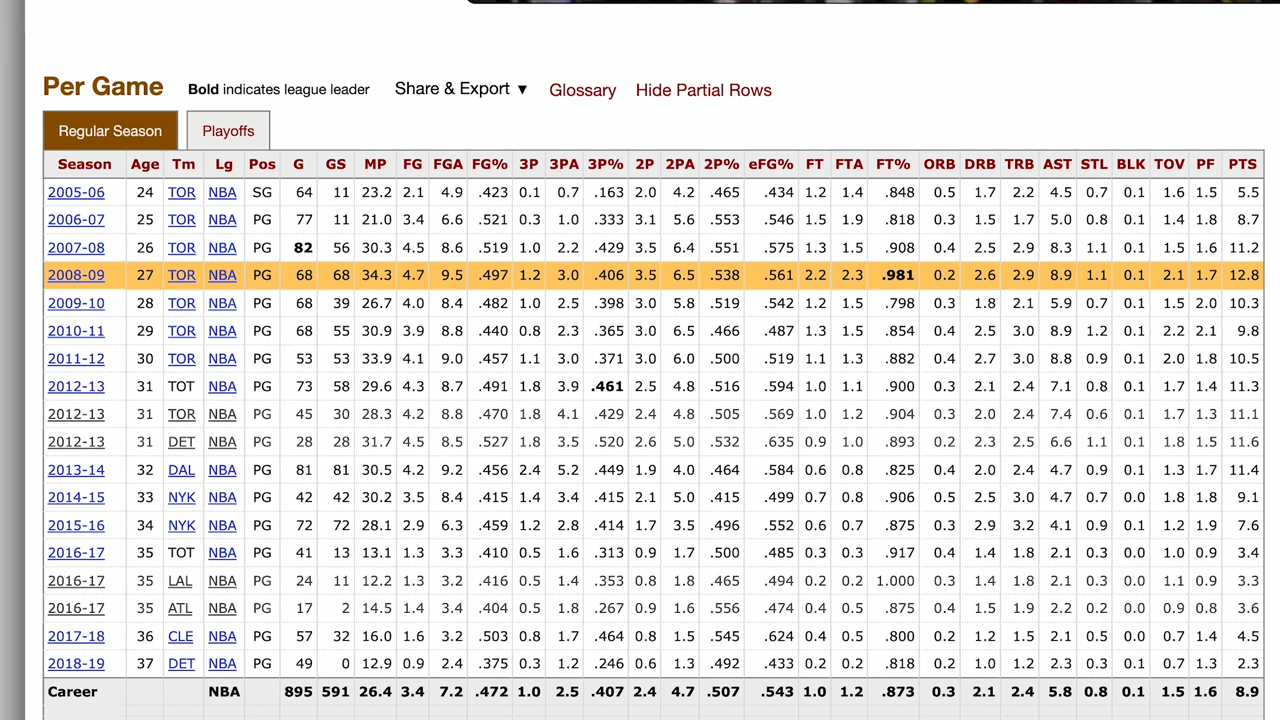 Per Game Bold indicates league leader Share & Export ▼ Glossary Hide Partial Rows
Regular Season Playoffs
Season Age Tm Lg Pos G GS MP FG FGA FG% 3P 3PA 3P% 2P 2PA 2P% eFG% FT FTA FT% ORB DRB TRB AST STL BLK TOV PF PTS
2005-06 24 TOR NBA SG 64 11 23.2 2.1 4.9 .423 0.1 0.7 .163 2.0 4.2 .465 .434 1.2 1.4 .848 0.5 1.7 2.2 4.5 0.7 0.1 1.6 1.5 5.5
2006-07 25 TOR NBA PG 77 11 21.0 3.4 6.6 .521 0.3 1.0 .333 3.1 5.6 .553 .546 1.5 1.9 .818 0.3 1.5 1.7 5.0 0.8 0.1 1.4 1.8 8.7
2007-08 26 TOR NBA PG 82 56 30.3 4.5 8.6 .519 1.0 2.2 .429 3.5 6.4 .551 .575 1.3 1.5 .908 0.4 2.5 2.9 8.3 1.1 0.1 1.5 1.6 11.2
2008-09 27 TOR NBA PG 68 68 34.3 4.7 9.5 .497 1.2 3.0 .406 3.5 6.5 .538 .561 2.2 2.3 .981 0.2 2.6 2.9 8.9 1.1 0.1 2.1 1.7 12.8
2009-10 28 TOR NBA PG 68 39 26.7 4.0 8.4 .482 1.0 2.5 .398 3.0 5.8 .519 .542 1.2 1.5 .798 0.3 1.8 2.1 5.9 0.7 0.1 1.5 2.0 10.3
2010-11 29 TOR NBA PG 68 55 30.9 3.9 8.8 .440 0.8 2.3 .365 3.0 6.5 .466 .487 1.3 1.5 .854 0.4 2.5 3.0 8.9 1.2 0.1 2.2 2.1 9.8
2011-12 30 TOR NBA PG 53 53 33.9 4.1 9.0 .457 1.1 3.0 .371 3.0 6.0 .500 .519 1.1 1.3 .882 0.4 2.7 3.0 8.8 0.9 0.1 2.0 1.8 10.5
2012-13 31 TOT NBA PG 73 58 29.6 4.3 8.7 .491 1.8 3.9 .461 2.5 4.8 .516 .594 1.0 1.1 .900 0.3 2.1 2.4 7.1 0.8 0.1 1.7 1.4 11.3
2012-13 31 TOR NBA PG 45 30 28.3 4.2 8.8 .470 1.8 4.1 .429 2.4 4.8 .505 .569 1.0 1.2 .904 0.3 2.0 2.4 7.4 0.6 0.1 1.7 1.3 11.1
2012-13 31 DET NBA PG 28 28 31.7 4.5 8.5 .527 1.8 3.5 .520 2.6 5.0 .532 .635 0.9 1.0 .893 0.2 2.3 2.5 6.6 1.1 0.1 1.8 1.5 11.6
2013-14 32 DAL NBA PG 81 81 30.5 4.2 9.2 .456 2.4 5.2 .449 1.9 4.0 .464 .584 0.6 0.8 .825 0.4 2.0 2.4 4.7 0.9 0.1 1.3 1.7 11.4
2014-15 33 NYK NBA PG 42 42 30.2 3.5 8.4 .415 1.4 3.4 .415 2.1 5.0 .415 .499 0.7 0.8 .906 0.5 2.5 3.0 4.7 0.9 0.0 1.8 1.8 9.1
2015-16 34 NYK NBA PG 72 72 28.1 2.9 6.3 .459 1.2 2.8 .414 1.7 3.5 .496 .552 0.6 0.7 .875 0.3 2.9 3.2 4.1 0.9 0.1 1.2 1.9 7.6
2016-17 35 TOT NBA PG 41 13 13.1 1.3 3.3 .410 0.5 1.6 .313 0.9 1.7 .500 .485 0.3 0.3 .917 0.4 1.4 1.8 2.1 0.3 0.0 1.0 0.9 3.4
2016-17 35 LAL NBA PG 24 11 12.2 1.3 3.2 .416 0.5 1.4 .353 0.8 1.8 .465 .494 0.2 0.2 1.000 0.3 1.4 1.8 2.1 0.3 0.0 1.1 0.9 3.3
2016-17 35 ATL NBA PG 17 2 14.5 1.4 3.4 .404 0.5 1.8 .267 0.9 1.6 .556 .474 0.4 0.5 .875 0.4 1.5 1.9 2.2 0.2 0.0 0.9 0.8 3.6
2017-18 36 CLE NBA PG 57 32 16.0 1.6 3.2 .503 0.8 1.7 .464 0.8 1.5 .545 .624 0.4 0.5 .800 0.2 1.2 1.5 2.1 0.5 0.0 0.7 1.4 4.5
2018-19 37 DET NBA PG 49 0 12.9 0.9 2.4 .375 0.3 1.2 .246 0.6 1.3 .492 .433 0.2 0.2 .818 0.2 1.0 1.2 2.3 0.3 0.1 0.7 1.3 2.3
Career NBA 895 591 26.4 3.4 7.2 .472 1.0 2.5 .407 2.4 4.7 .507 .543 1.0 1.2 .873 0.3 2.1 2.4 5.8 0.8 0.1 1.5 1.6 8.9